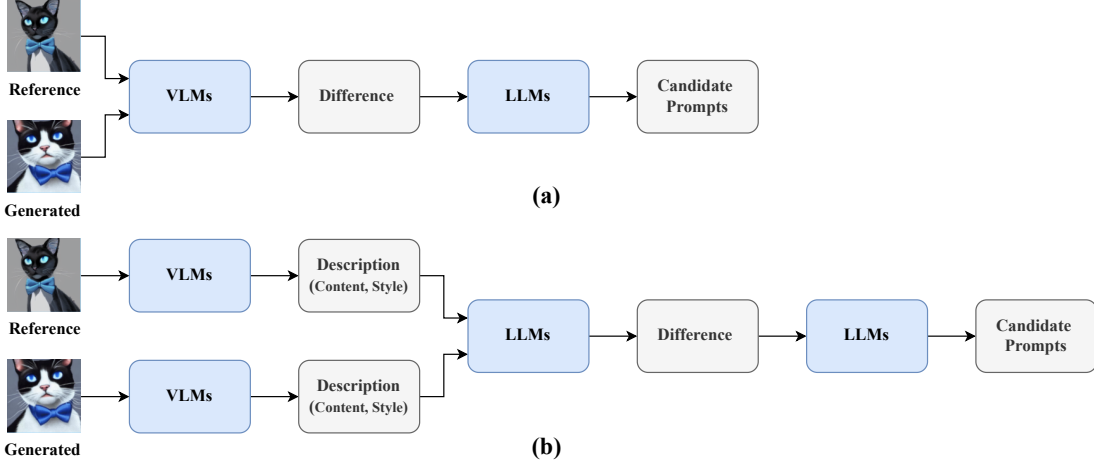 Reference
Generated
VLMs
Difference
LLMs
Candidate
Prompts
(a)
Reference
Generated
VLMs
VLMs
Description
(Content, Style)
Description
(Content, Style)
LLMs
Difference
LLMs
Candidate
Prompts
(b)